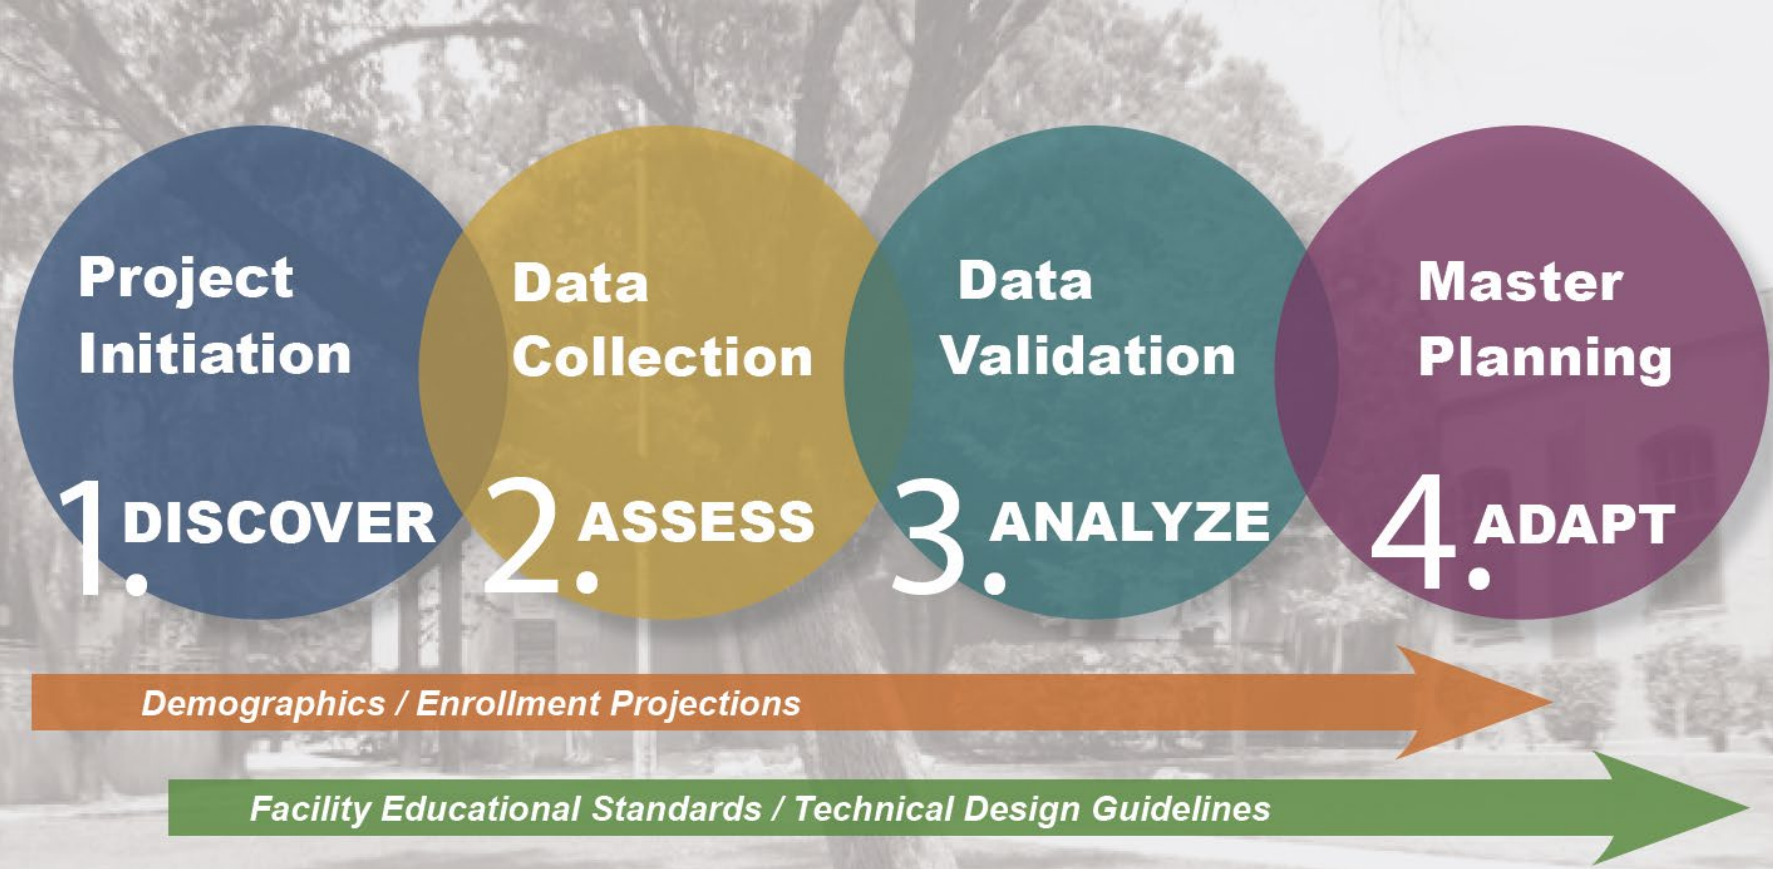 Project
Initiation
1. DISCOVER
Data
Collection
2. ASSESS
Data
Validation
3. ANALYZE
Master
Planning
4. ADAPT
Demographics / Enrollment Projections
Facility Educational Standards / Technical Design Guidelines